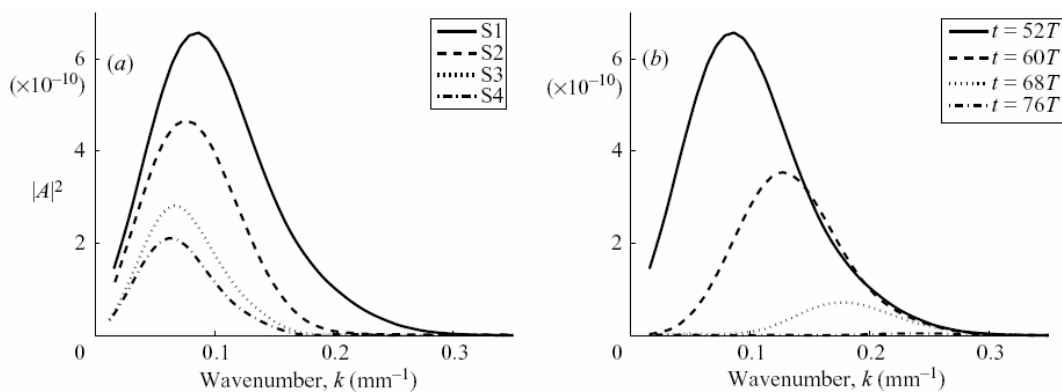 6
(×10⁻¹⁰)
4
|A|²
2
0
0.1
0.2
0.3
Wavenumber, k (mm⁻¹)
(a)
S1
S2
S3
S4
6
(×10⁻¹⁰)
4
2
0
0.1
0.2
0.3
Wavenumber, k (mm⁻¹)
(b)
t = 52T
t = 60T
t = 68T
t = 76T